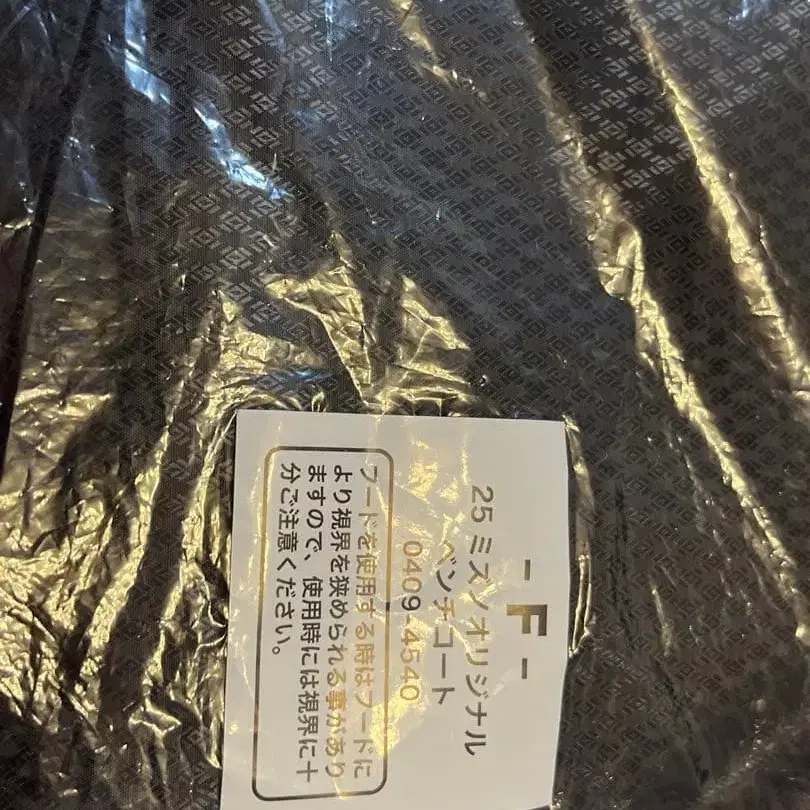 - F -
25 ミズノオリジナル
ベンチコート
0409-4540
フードを使用する時はフードに
より視界を狭められる事があり
ますので、使用時には視界に十
分ご注意ください。